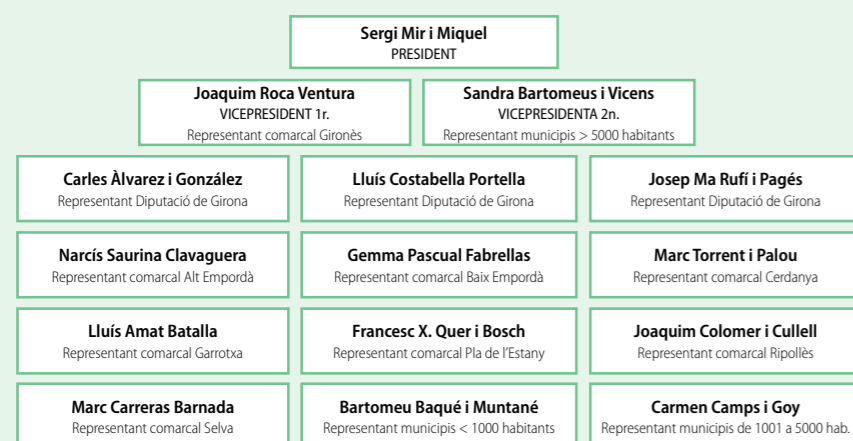 Sergi Mir i Miquel
PRESIDENT
Joaquim Roca Ventura
VICEPRESIDENT 1r.
Representant comarcal Gironès
Sandra Bartomeus i Vicens
VICEPRESIDENTA 2n.
Representant municipis > 5000 habitants
Carles Àlvarez i González
Representant Diputació de Girona
Lluís Costabella Portella
Representant Diputació de Girona
Josep Ma Rufí i Pagés
Representant Diputació de Girona
Narcís Saurina Clavaguera
Representant comarcal Alt Empordà
Gemma Pascual Fabrellas
Representant comarcal Baix Empordà
Marc Torrent i Palou
Representant comarcal Cerdanya
Lluís Amat Batalla
Representant comarcal Garrotxa
Francesc X. Quer i Bosch
Representant comarcal Pla de l'Estany
Joaquim Colomer i Cullell
Representant comarcal Ripollès
Marc Carreras Barnada
Representant comarcal Selva
Bartomeu Baqué i Muntané
Representant municipis < 1000 habitants
Carmen Camps i Goy
Representant municipis de 1001 a 5000 hab.